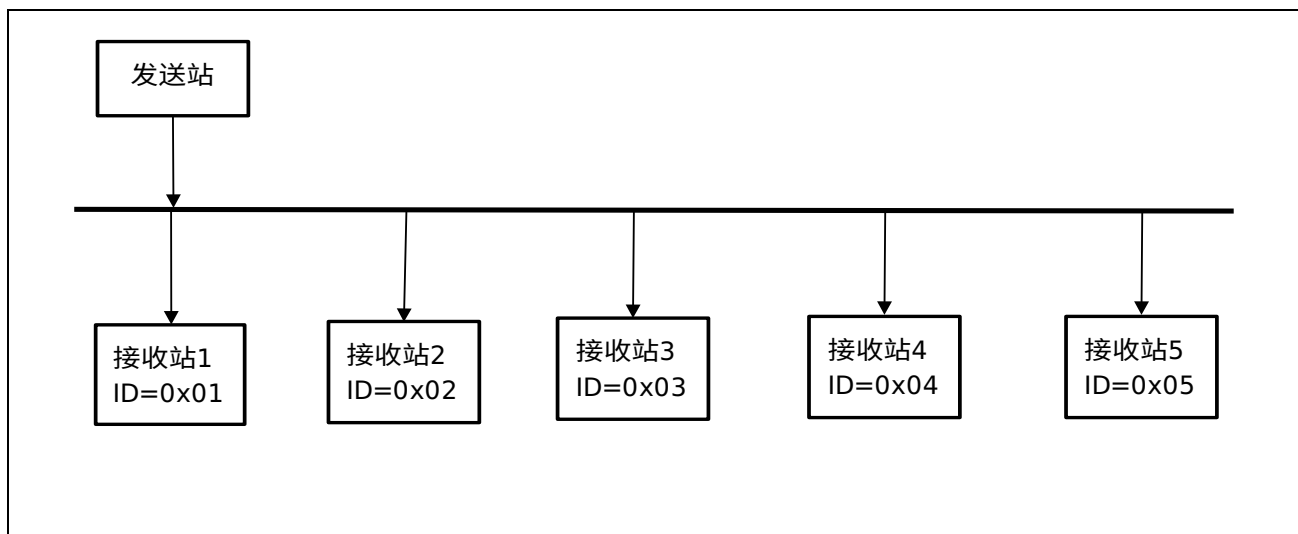 发送站
接收站1
ID=0x01
接收站2
ID=0x02
接收站3
ID=0x03
接收站4
ID=0x04
接收站5
ID=0x05